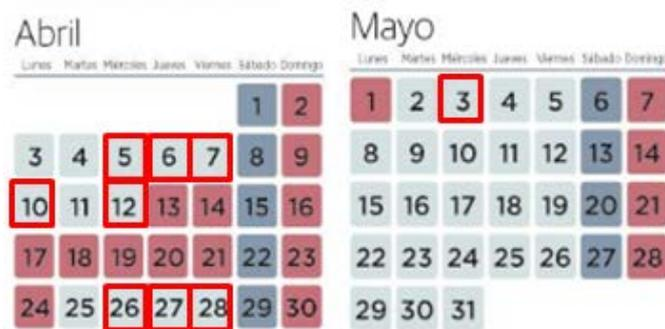 Abril
Lunes Martes Miércoles Jueves Viernes Sábado Domingo
1 2
3 4 5 6 7 8 9
10 11 12 13 14 15 16
17 18 19 20 21 22 23
24 25 26 27 28 29 30
Mayo
Lunes Martes Miércoles Jueves Viernes Sábado Domingo
1 2 3 4 5 6 7
8 9 10 11 12 13 14
15 16 17 18 19 20 21
22 23 24 25 26 27 28
29 30 31